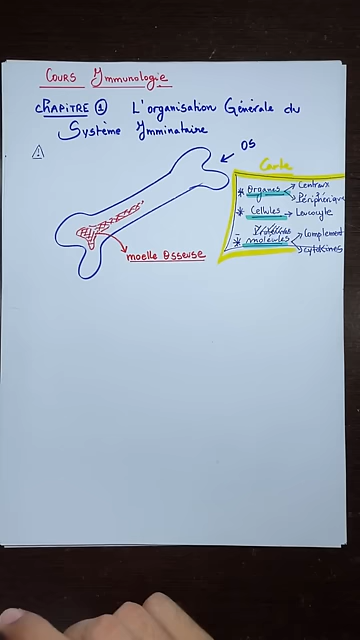 Cours Immunologie
CHAPITRE ① L'organisation Générale du
Système Imminataire
⚠
OS
Carte
* Organes → Centraux
→ Périphérique
* Cellules → Leucocyte
* molécules → Complement
→ cytokines
moelle osseuse